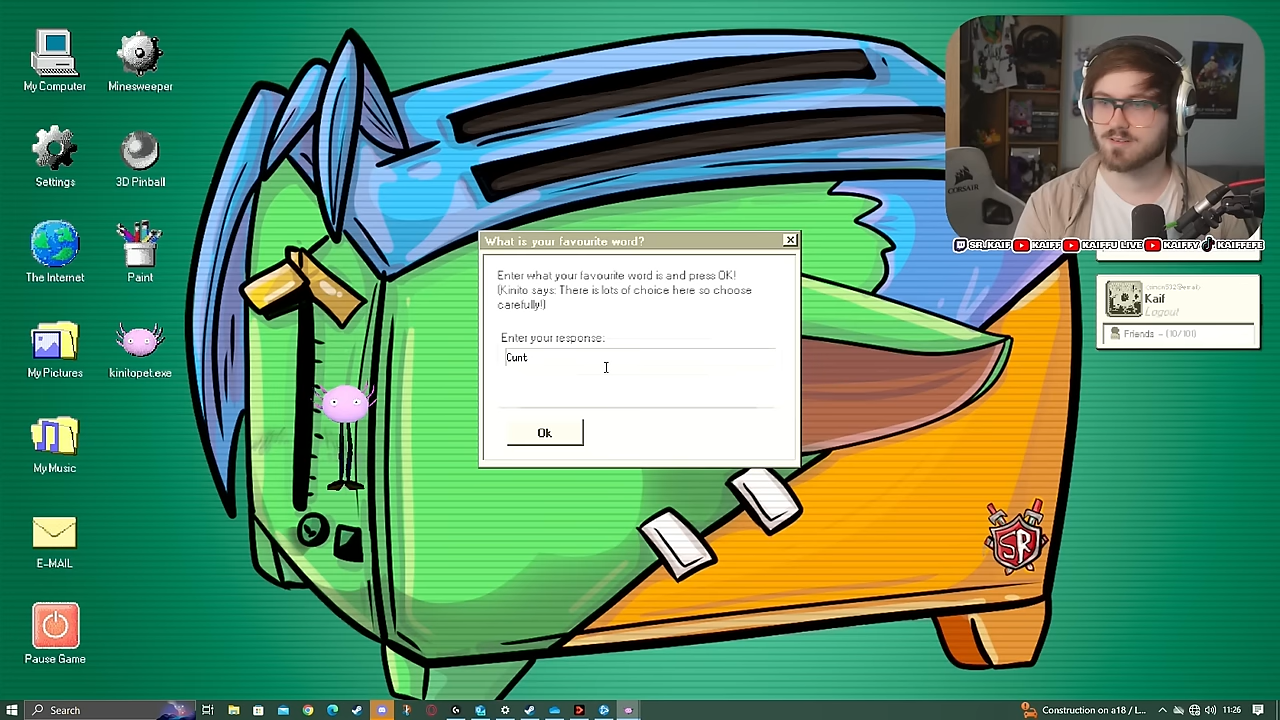 My Computer
Minesweeper
Settings
3D Pinball
The Internet
Paint
My Pictures
kinitopet.exe
My Music
E-MAIL
Pause Game
What is your favourite word?
Enter what your favourite word is and press OK!
(Kinito says: There is lots of choice here so choose
carefully!)
Enter your response:
Cunt
Ok
CORSAIR
SR_KAIF KAIFF KAIFFU LIVE KAIFFY KAIFFEFE
Kaif
Logout
Friends - (10/10)
SR
Search
Construction on a18 / L...
11:26